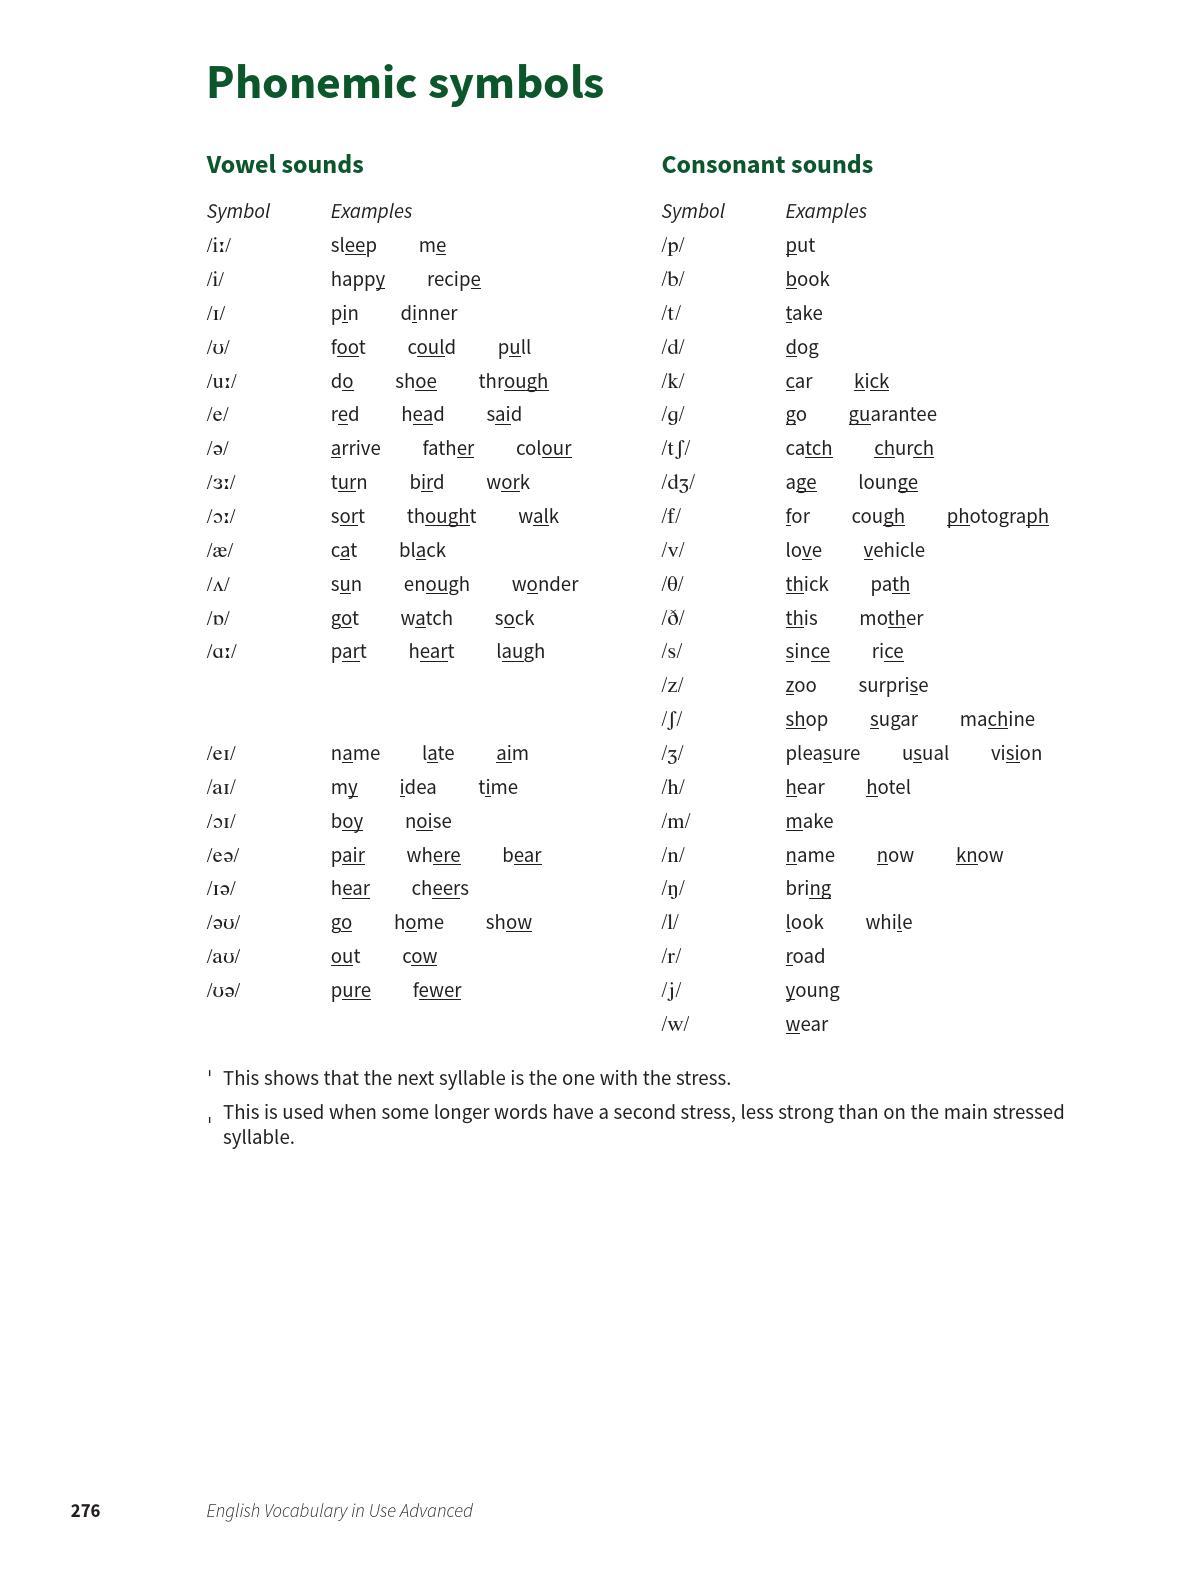 Phonemic symbols
Vowel sounds
Symbol Examples
/iː/ sleep me
/i/ happy recipe
/ɪ/ pin dinner
/ʊ/ foot could pull
/uː/ do shoe through
/e/ red head said
/ə/ arrive father colour
/ɜː/ turn bird work
/ɔː/ sort thought walk
/æ/ cat black
/ʌ/ sun enough wonder
/ɒ/ got watch sock
/ɑː/ part heart laugh
/eɪ/ name late aim
/aɪ/ my idea time
/ɔɪ/ boy noise
/eə/ pair where bear
/ɪə/ hear cheers
/əʊ/ go home show
/aʊ/ out cow
/ʊə/ pure fewer
Consonant sounds
Symbol Examples
/p/ put
/b/ book
/t/ take
/d/ dog
/k/ car kick
/ɡ/ go guarantee
/tʃ/ catch church
/dʒ/ age lounge
/f/ for cough photograph
/v/ love vehicle
/θ/ thick path
/ð/ this mother
/s/ since rice
/z/ zoo surprise
/ʃ/ shop sugar machine
/ʒ/ pleasure usual vision
/h/ hear hotel
/m/ make
/n/ name now know
/ŋ/ bring
/l/ look while
/r/ road
/j/ young
/w/ wear
ˈ This shows that the next syllable is the one with the stress.
ˌ This is used when some longer words have a second stress, less strong than on the main stressed
syllable.
276 English Vocabulary in Use Advanced